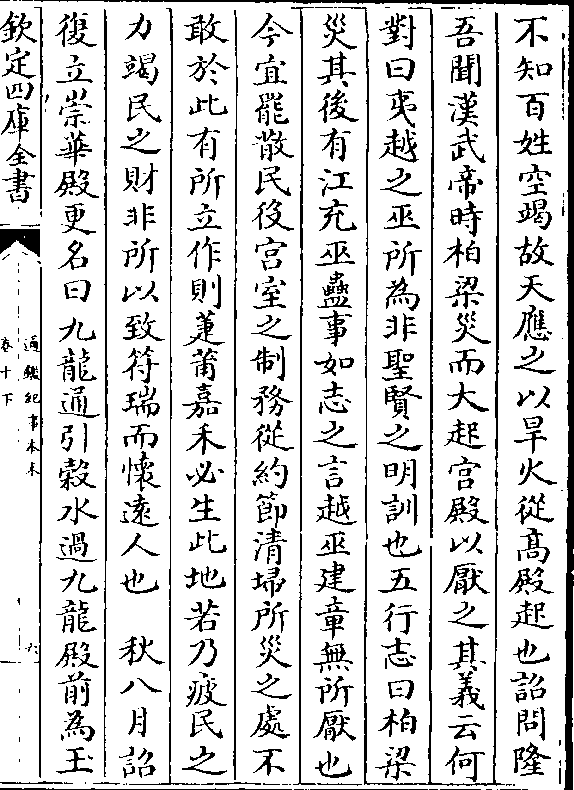 不知百姓空竭故天應之以旱火從髙殿起也詔問隆
吾聞漢武帝時柏梁災而大起宫殿以厭之其義云何
對曰夷越之巫所為非聖賢之明訓也五行志曰柏梁
災其後有江充巫蠱事如志之言越巫建章無所厭也
今宜罷散民役宫室之制務從約節清埽所災之處不
敢於此有所立作則萐莆嘉禾必生此地若乃疲民之
力竭民之財非所以致符瑞而懷遠人也　秋八月詔
復立崇華殿更名曰九龍通引榖水過九龍殿前為玉
欽定四庫全書
通鑑紀事本末
卷十下
六